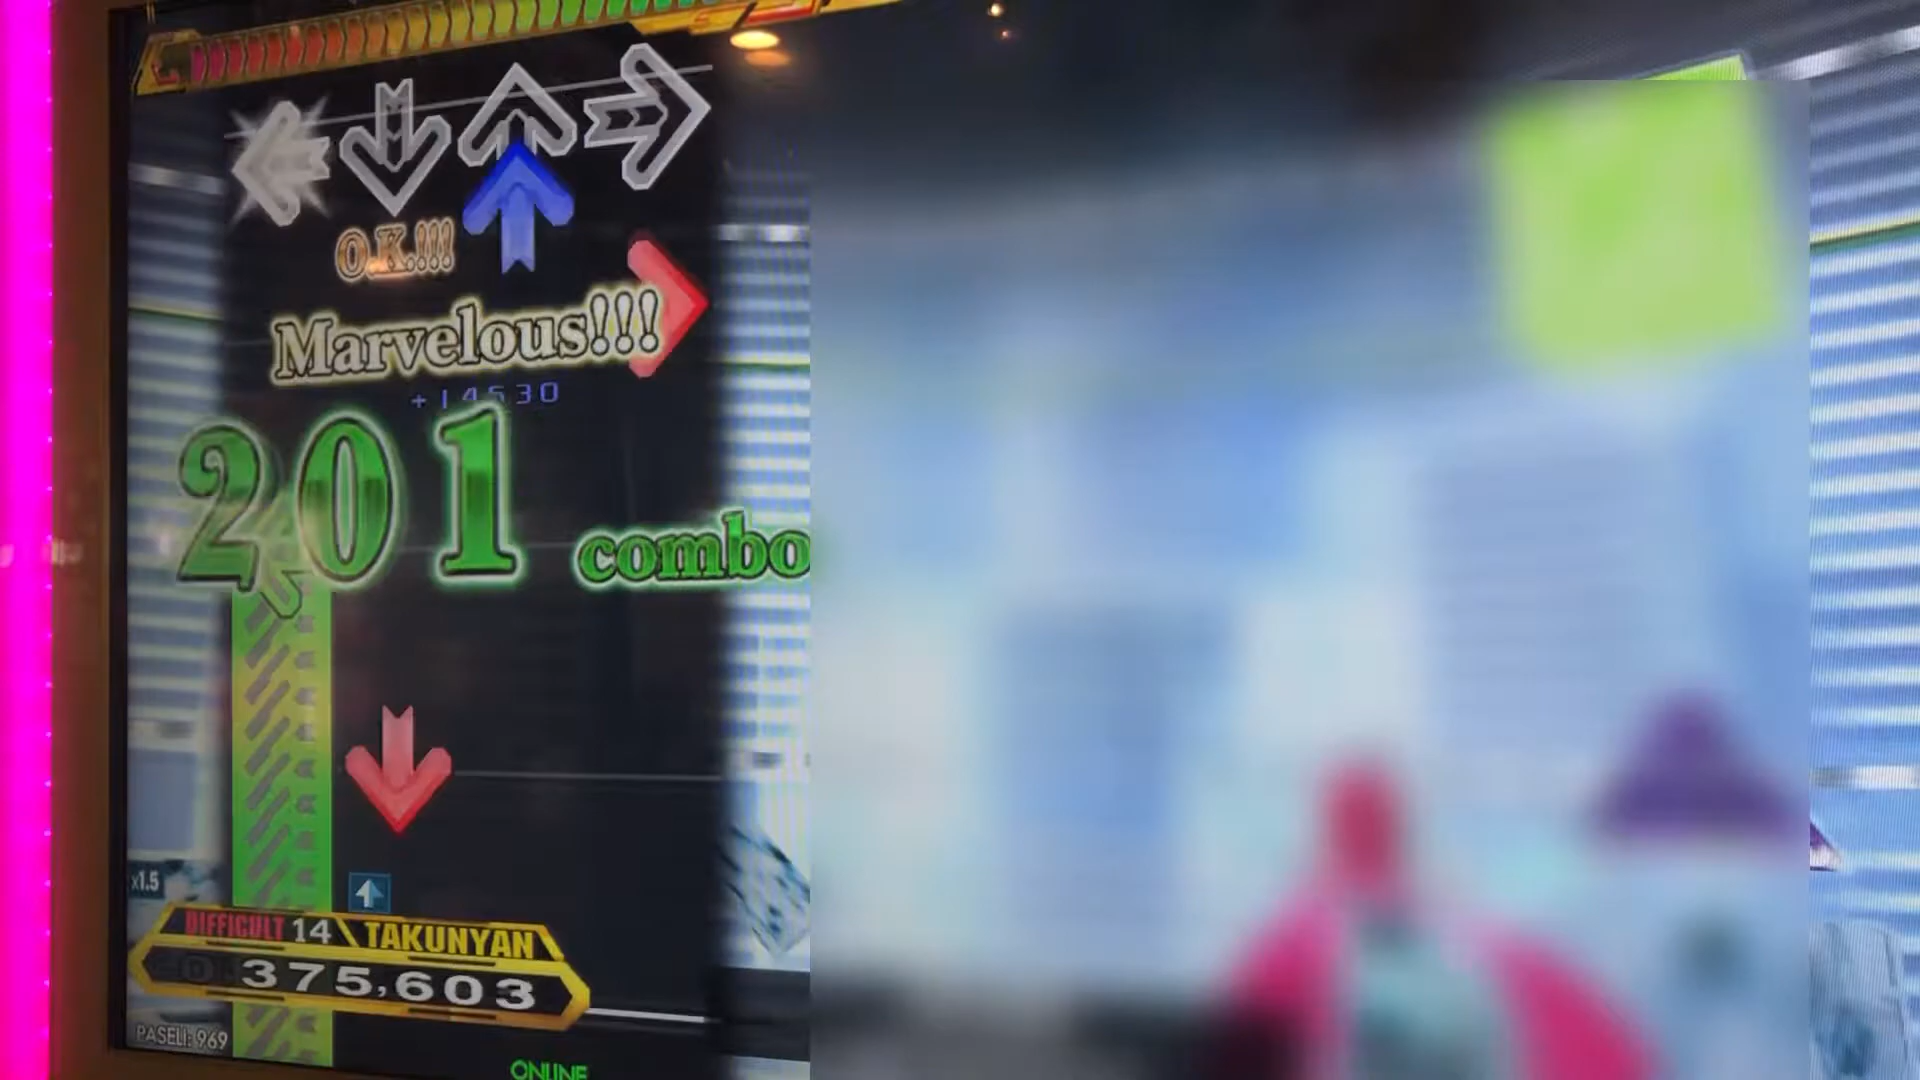 O.K.!!!
Marvelous!!!
+14530
201 combo
x1.5
DIFFICULT 14 TAKUNYAN
375,603
PASELI: 969
ONLINE